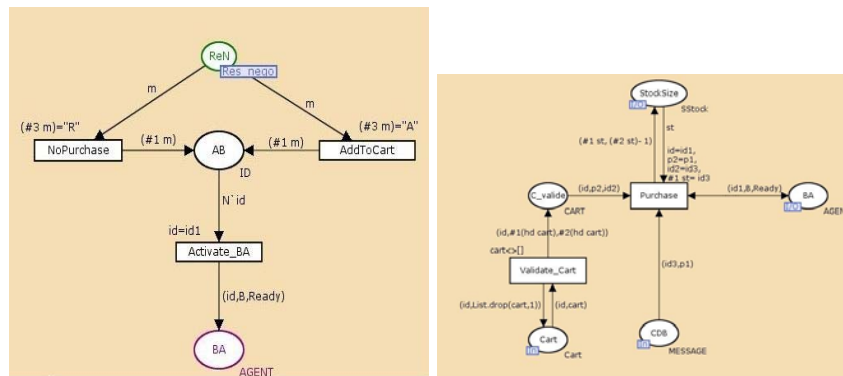 ReN
Res_nego
m
m
(#3 m)="R"
(#3 m)="A"
NoPurchase
(#1 m)
AB
(#1 m)
AddToCart
ID
N`id
id=id1
Activate_BA
(id,B,Ready)
BA
AGENT
StockSize
SStock
st
(#1 st, (#2 st)- 1)
id=id1,
p2=p1,
id2=id3,
#1 st= id3
C_valide
(id,p2,id2)
Purchase
(id1,B,Ready)
BA
CART
AGEN
(id,#1(hd cart),#2(hd cart))
cart<>[]
Validate_Cart
(id3,p1)
(id,List.drop(cart,1))
(id,cart)
Cart
Cart
CDB
MESSAGE